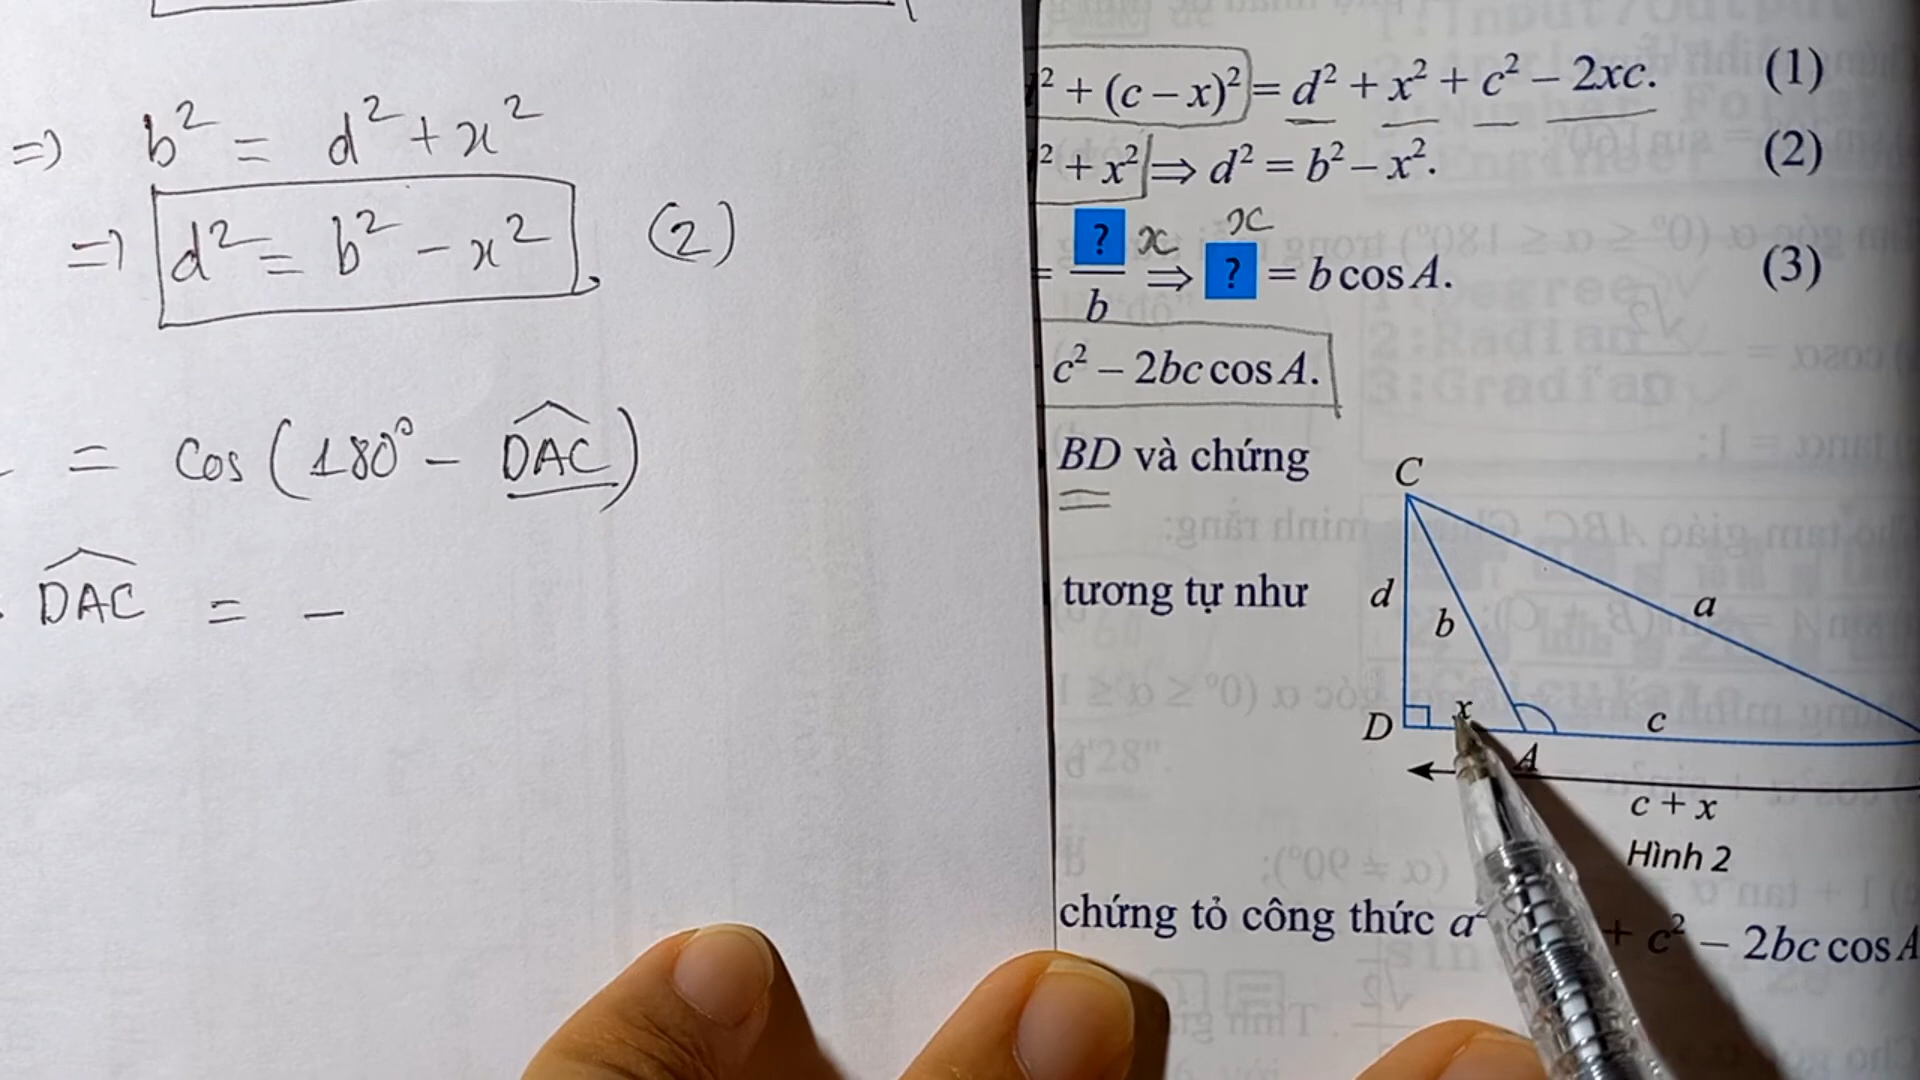 ⇒ b² = d² + x²
⇒ d² = b² − x². (2)
= cos (180° − DAC)
DAC = −
² + (c − x)² = d² + x² + c² − 2xc. (1)
² + x² ⇒ d² = b² − x². (2)
x
= ? x
b ⇒ ? = b cos A. (3)
c² − 2bc cos A.
BD và chứng
tương tự như
C
d
b
a
D
x
A
c
c + x
Hình 2
chứng tỏ công thức a² + c² − 2bc cos A